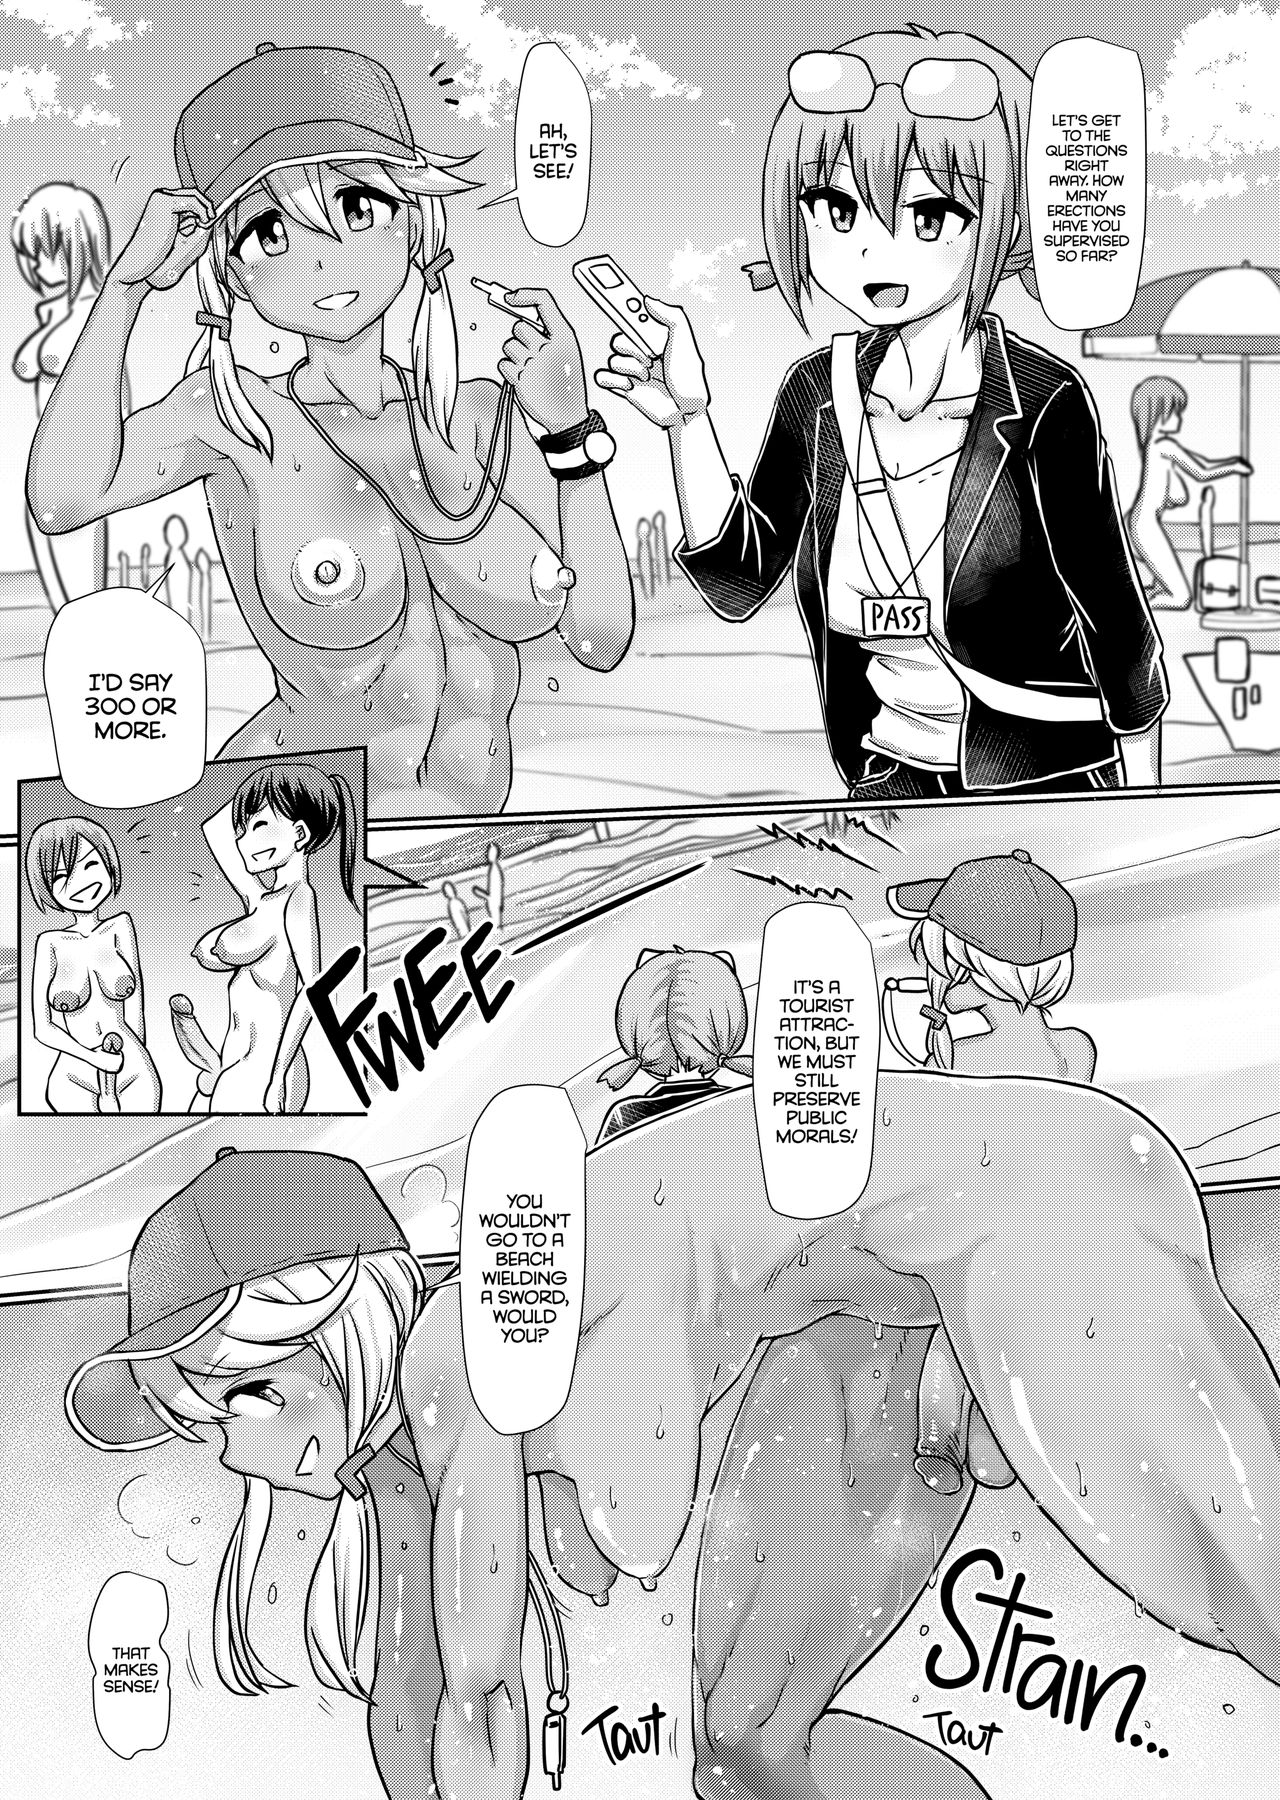 LET'S GET
TO THE
QUESTIONS
RIGHT
AWAY. HOW
MANY
ERECTIONS
HAVE YOU
SUPERVISED
SO FAR?
AH,
LET'S
SEE!
PASS
I'D SAY
300 OR
MORE.
FWEE
IT'S A
TOURIST
ATTRAC-
TION, BUT
WE MUST
STILL
PRESERVE
PUBLIC
MORALS!
YOU
WOULDN'T
GO TO A
BEACH
WIELDING
A SWORD,
WOULD
YOU?
THAT
MAKES
SENSE!
Strain...
Taut
Taut